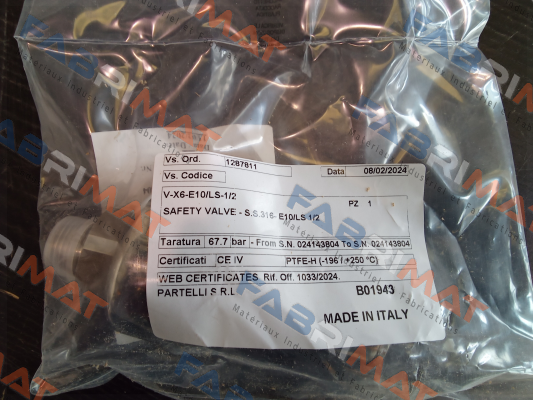 Vs. Ord. 1287811 Data 08/02/2024
Vs. Codice
V-X6-E10/LS-1/2 PZ 1
SAFETY VALVE - S.S.316- E10/LS 1/2
Taratura 67.7 bar - From S.N. 024143804 To S.N. 024143804
Certificati CE IV PTFE-H (-196 / +250 °C)
WEB CERTIFICATES Rif. Off. 1033/2024
PARTELLI S R.L B01943
MADE IN ITALY
FABRIMAT
Fabrication
Materiaux Industriel